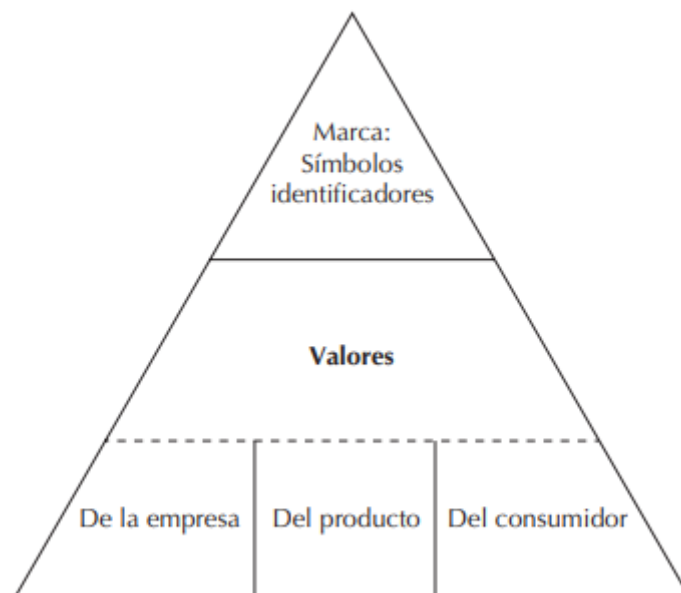 Marca:
Símbolos
identificadores
Valores
De la empresa
Del producto
Del consumidor